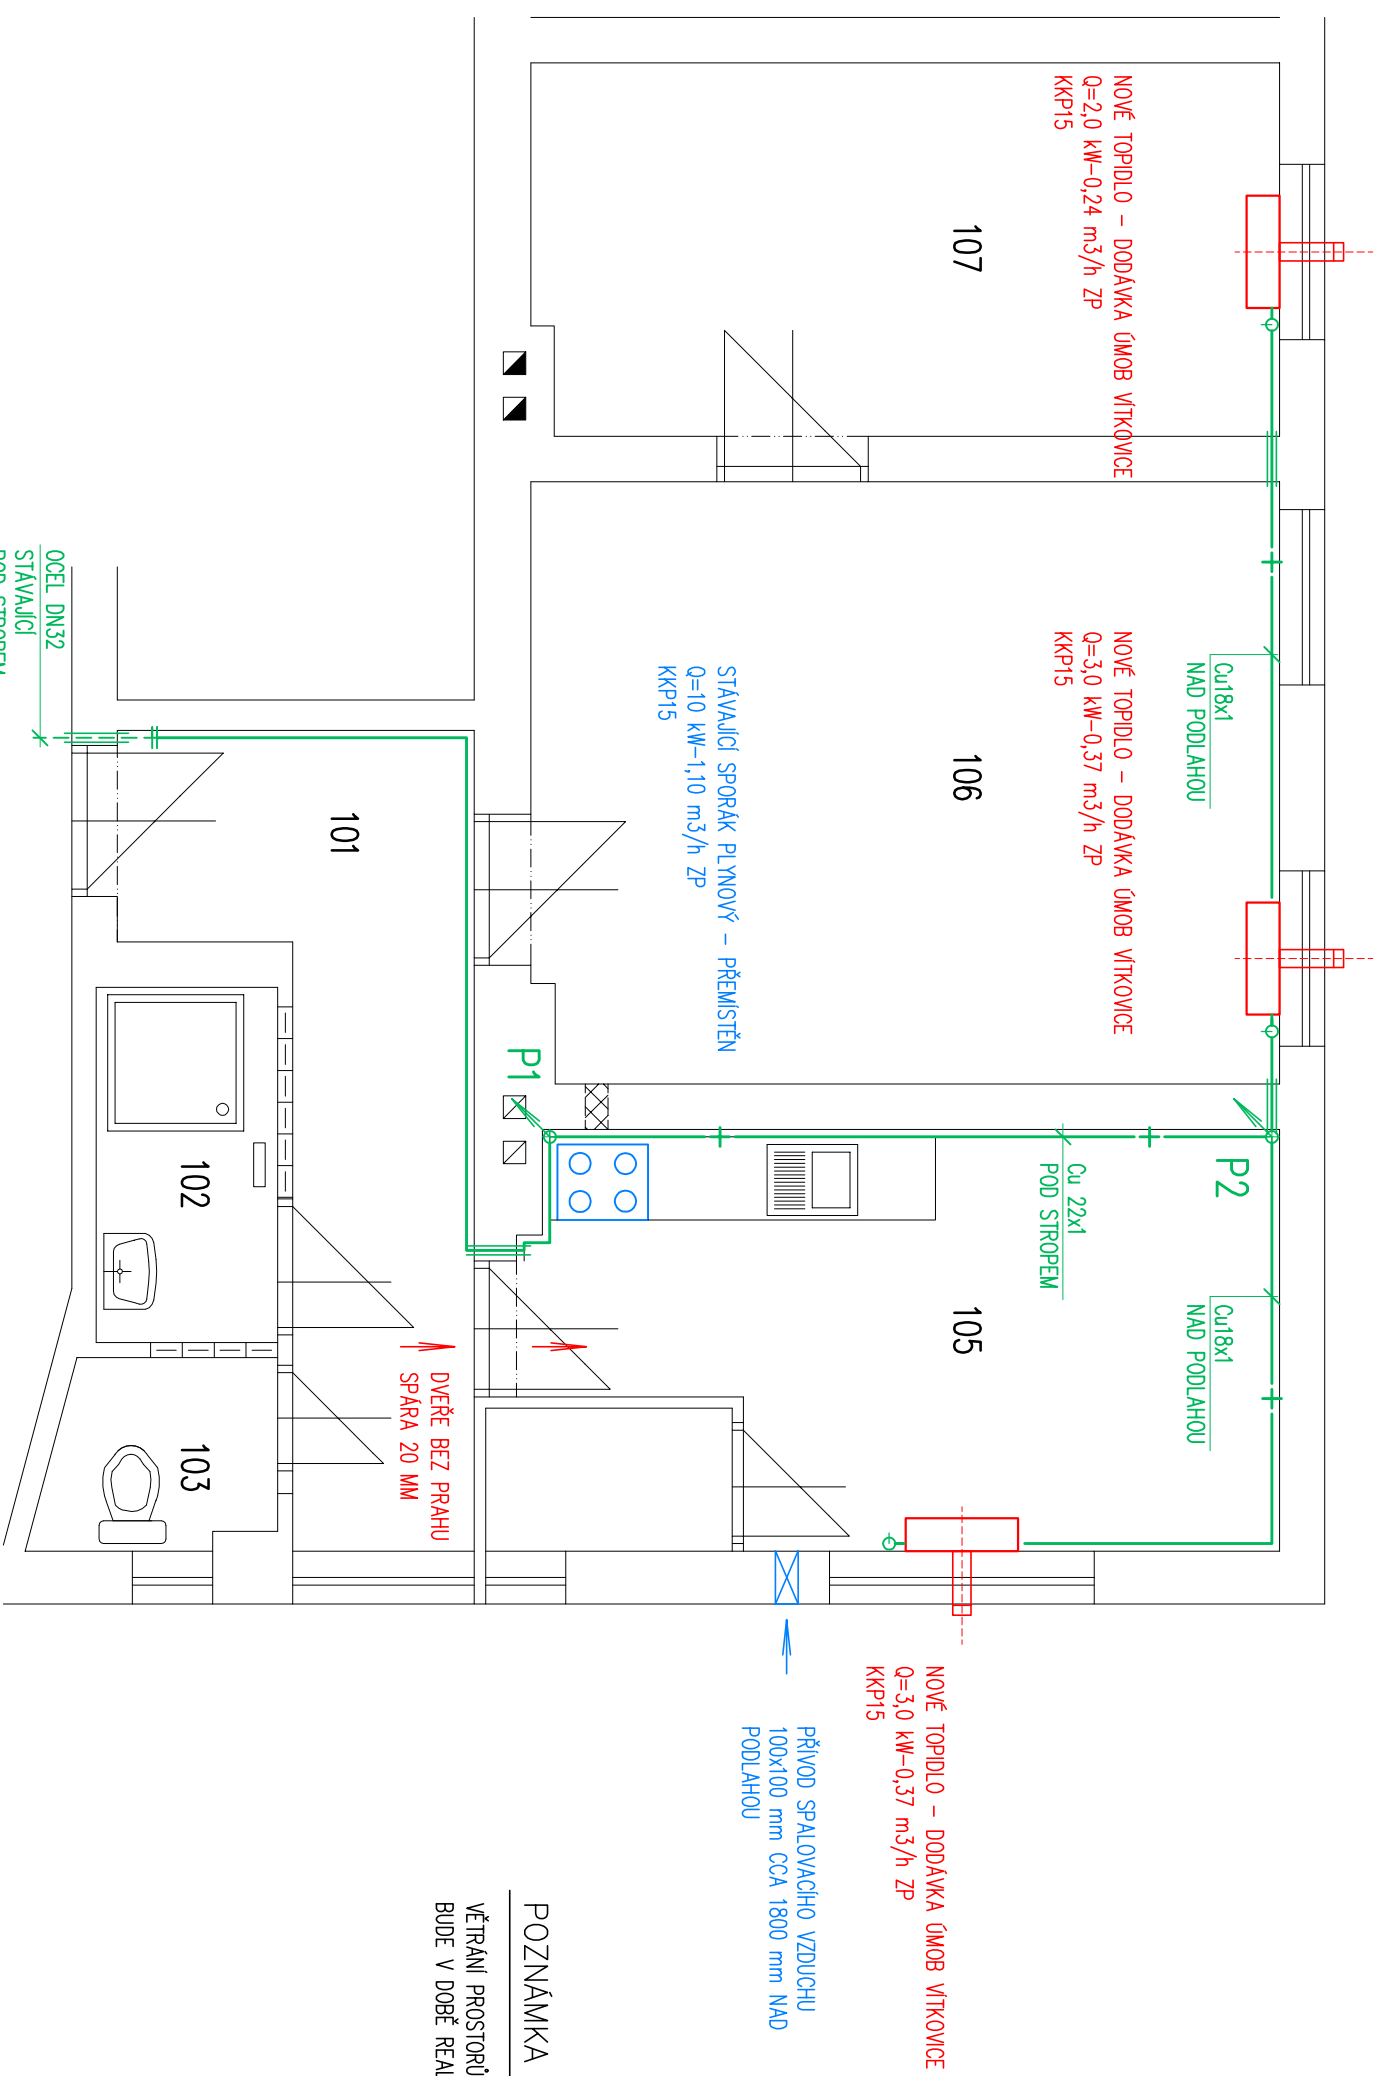 NOVÉ TOPIDLO – DODÁVKA ÚMOB VÍTKOVICE
Q=2,0 kW–0,24 m3/h ZP
KKP15
107
Cu18x1
NAD PODLAHOU
NOVÉ TOPIDLO – DODÁVKA ÚMOB VÍTKOVICE
Q=3,0 kW–0,37 m3/h ZP
KKP15
106
STÁVAJÍCÍ SPORÁK PLYNOVÝ – PŘEMÍSTĚN
Q=10 kW–1,10 m3/h ZP
KKP15
OCEL DN32
STÁVAJÍCÍ
POD STROPEM
101
P1
P2
Cu 22x1
POD STROPEM
Cu18x1
NAD PODLAHOU
105
102
103
DVEŘE BEZ PRAHU
SPÁRA 20 MM
NOVÉ TOPIDLO – DODÁVKA ÚMOB VÍTKOVICE
Q=3,0 kW–0,37 m3/h ZP
KKP15
PŘÍVOD SPALOVACÍHO VZDUCHU
100x100 mm CCA 1800 mm NAD
PODLAHOU
POZNÁMKA
VĚTRÁNÍ PROSTORŮ
BUDE V DOBĚ REAL